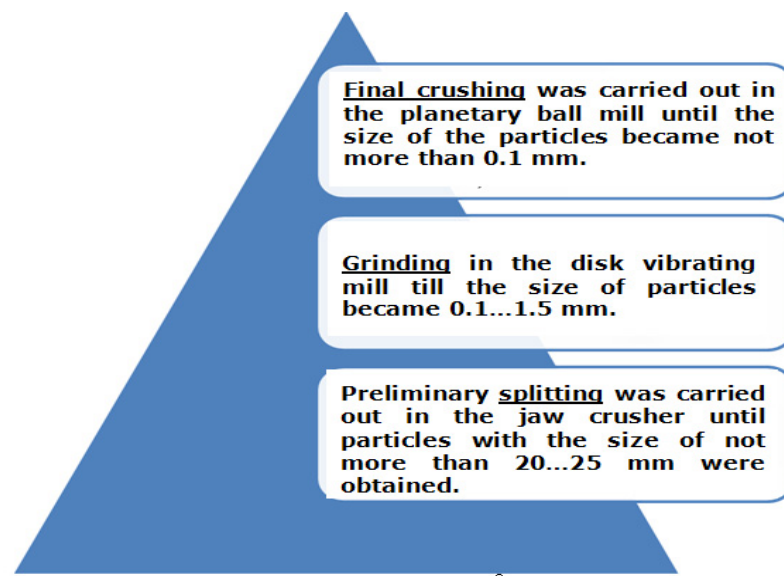 Final crushing was carried out in
the planetary ball mill until the
size of the particles became not
more than 0.1 mm.
Grinding in the disk vibrating
mill till the size of particles
became 0.1...1.5 mm.
Preliminary splitting was carried
out in the jaw crusher until
particles with the size of not
more than 20...25 mm were
obtained.